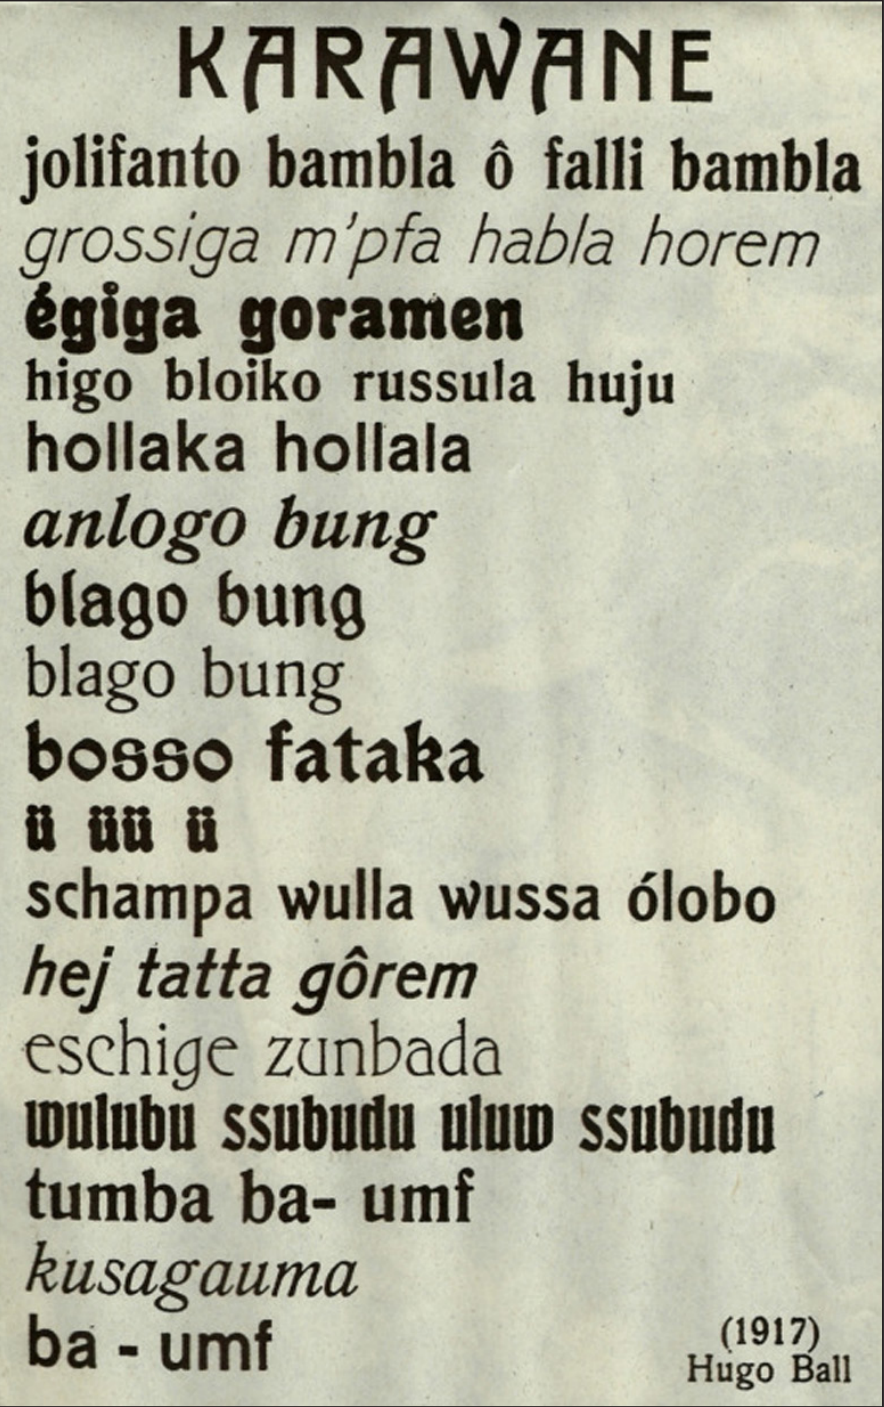 KARAWANE
jolifanto bambla ô falli bambla
grossiga m'pfa habla horem
égiga goramen
higo bloiko russula huju
hollaka hollala
anlogo bung
blago bung
blago bung
bosso fataka
ü üü ü
schampa wulla wussa ólobo
hej tatta gôrem
eschige zunbada
wulubu ssubudu uluw ssubudu
tumba ba- umf
kusagauma
ba - umf
(1917)
Hugo Ball